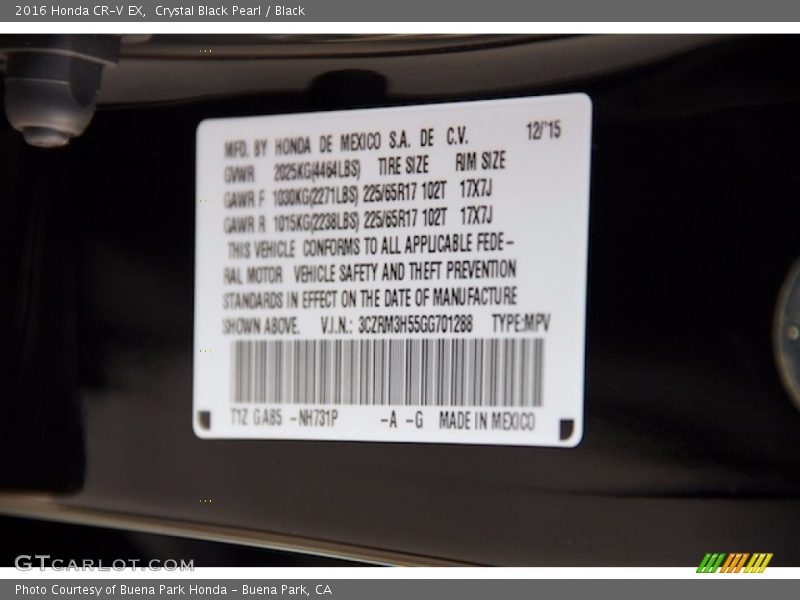 2016 Honda CR-V EX,  Crystal Black Pearl / Black
MFD. BY HONDA DE MEXICO S.A. DE C.V. 12/'15
GVWR 2025KG(4464LBS) TIRE SIZE RIM SIZE
GAWR F 1030KG(2271LBS) 225/65R17 102T 17X7J
GAWR R 1015KG(2238LBS) 225/65R17 102T 17X7J
THIS VEHICLE CONFORMS TO ALL APPLICABLE FEDE-
RAL MOTOR VEHICLE SAFETY AND THEFT PREVENTION
STANDARDS IN EFFECT ON THE DATE OF MANUFACTURE
SHOWN ABOVE. V.I.N.: 3CZRM3H55GG701288 TYPE:MPV
T1Z GA85 -NH731P -A -G MADE IN MEXICO
GTCARLOT.COM
Photo Courtesy of Buena Park Honda - Buena Park, CA